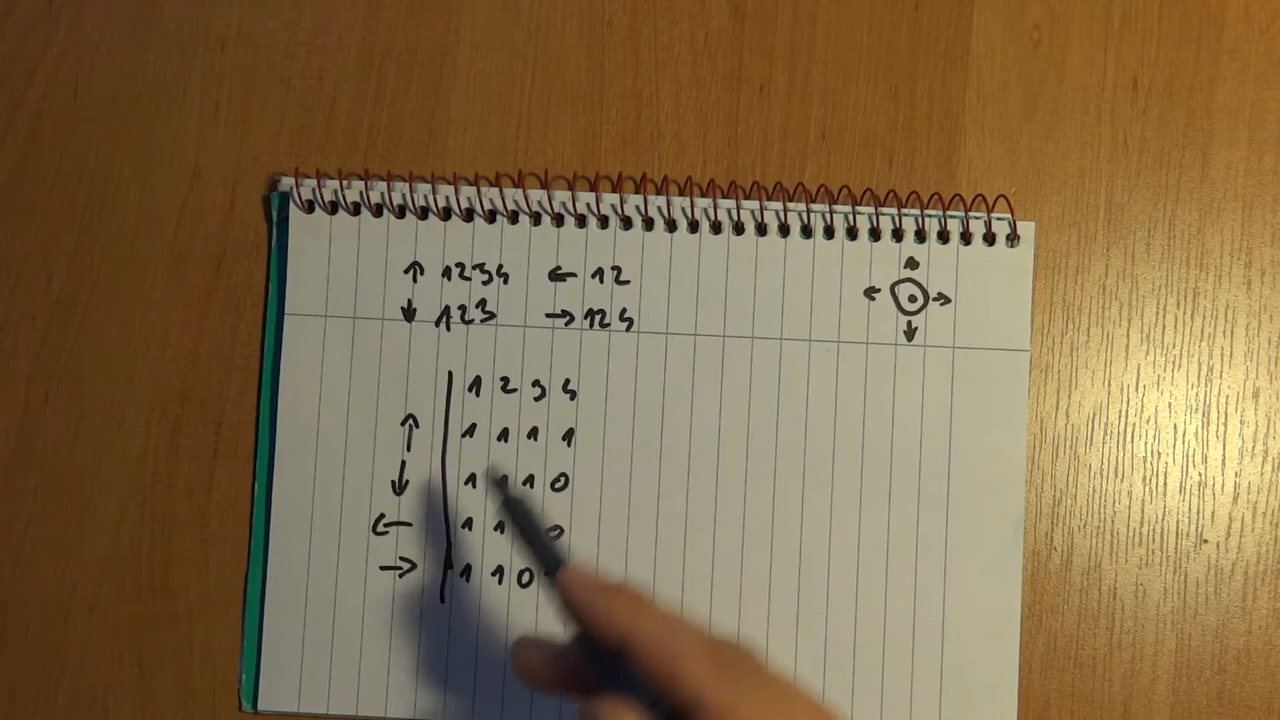 ↑ 1234 ← 12
↓ 123 → 124
1 2 3 4
↑ 1 1 1 1
↓ 1 1 1 0
← 1 1 0
→ 1 1 0